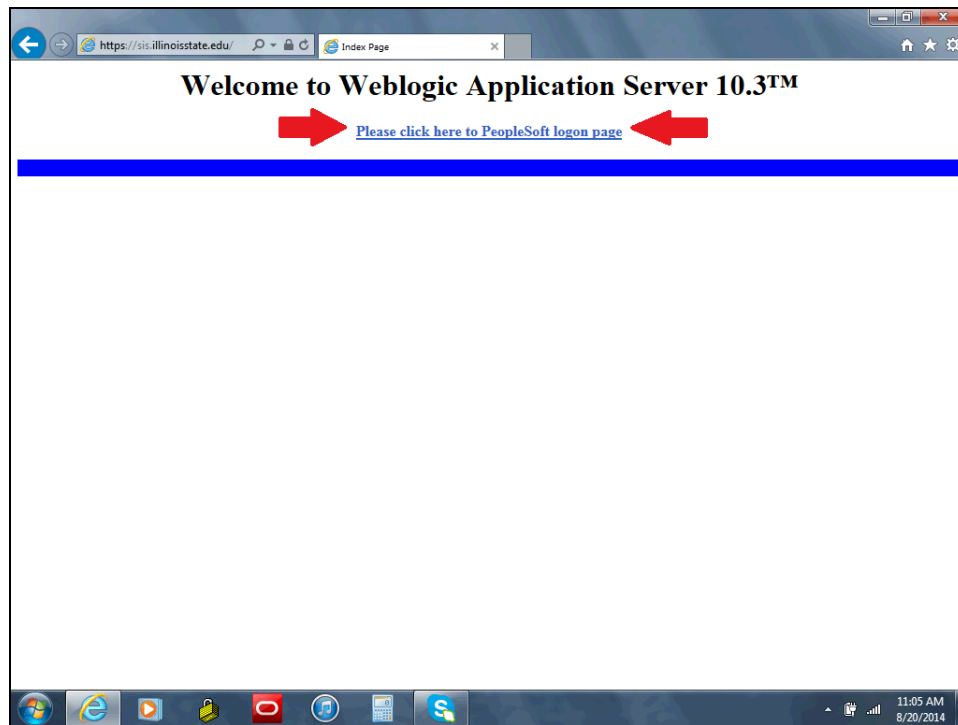 https://sis.illinoisstate.edu/
Index Page
Welcome to Weblogic Application Server 10.3™
Please click here to PeopleSoft logon page
11:05 AM
8/20/2014